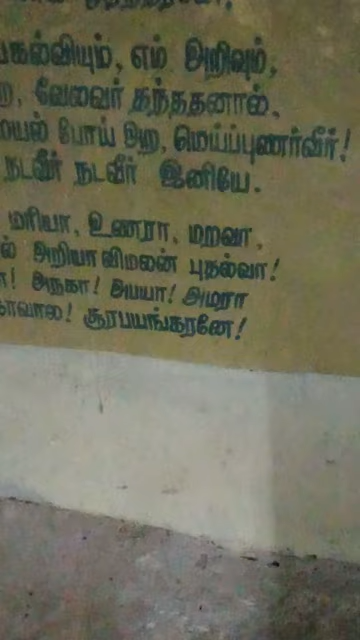 கல்வியும், எம் அறிவும்,
வேலவர் தந்ததனால்,
போய் அற, மெய்ப்புணர்வீர்!
நடவீர் நடவீர் இனியே.
மரியா, உணரா, மறவா,
அறியா விமலன் புதல்வா!
அநகா! அபயா! அமரா
காவால! சூரபயங்கரனே!